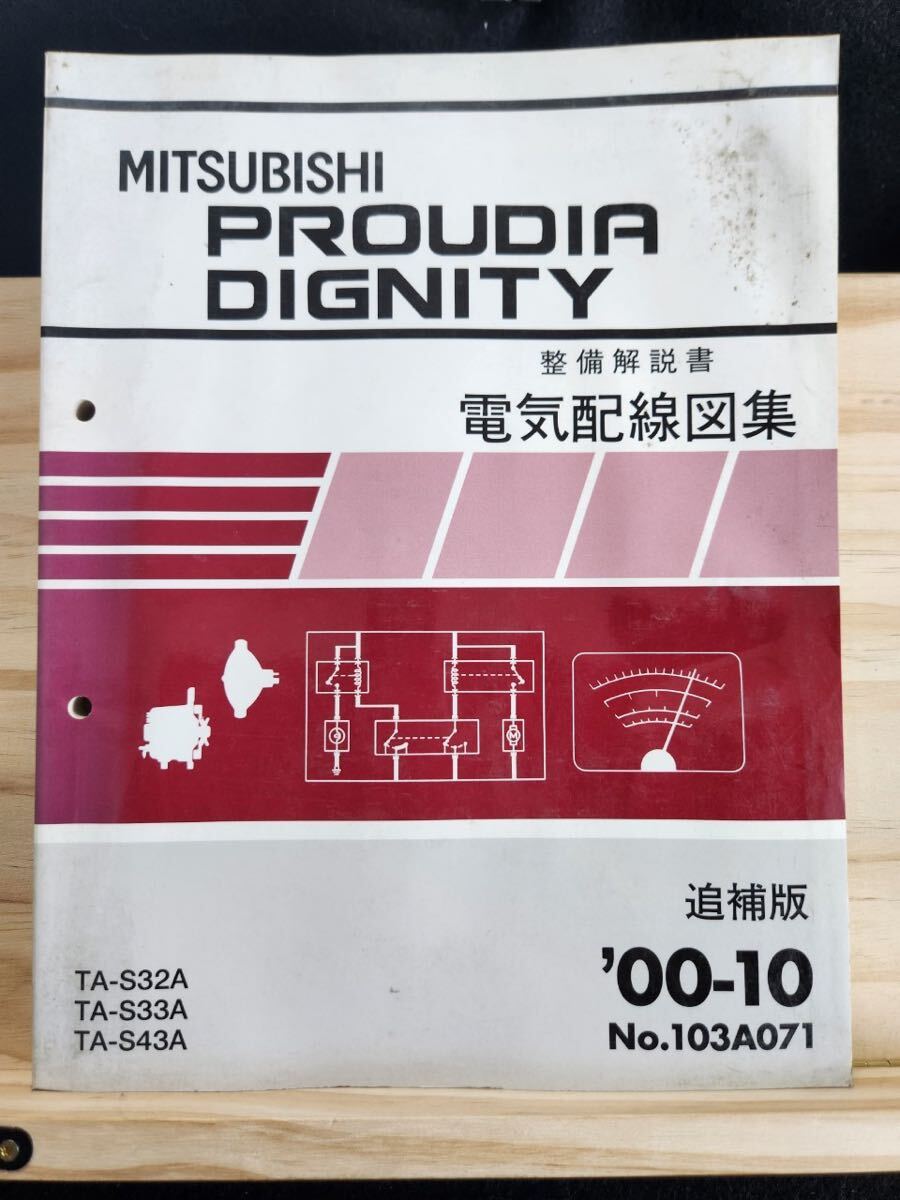 MITSUBISHI
PROUDIA
DIGNITY
整備解説書
電気配線図集
G
M
追補版
'00-10
No.103A071
TA-S32A
TA-S33A
TA-S43A